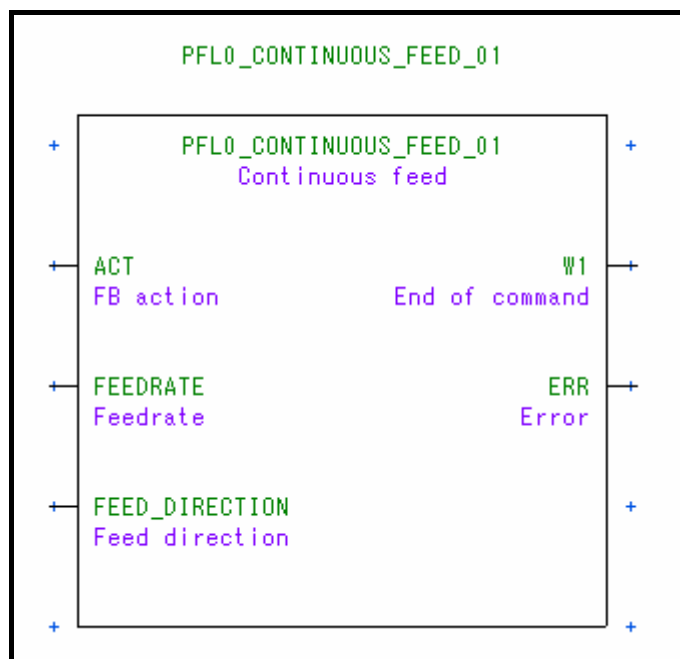 PFL0_CONTINUOUS_FEED_01
PFL0_CONTINUOUS_FEED_01
Continuous feed
ACT W1
FB action End of command
FEEDRATE ERR
Feedrate Error
FEED_DIRECTION
Feed direction